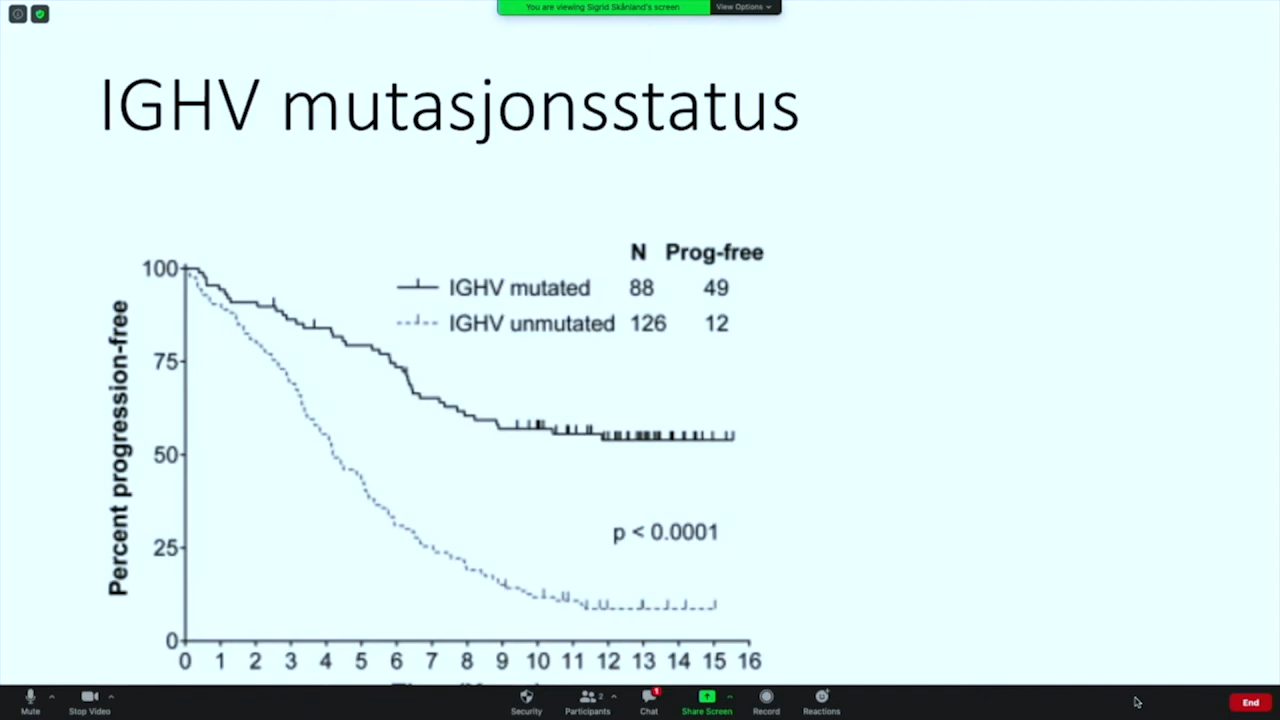 You are viewing Sigrid Skånland's screen View Options
IGHV mutasjonsstatus
N Prog-free
IGHV mutated 88 49
IGHV unmutated 126 12
Percent progression-free
100
75
50
25
0
p < 0.0001
0 1 2 3 4 5 6 7 8 9 10 11 12 13 14 15 16
Mute Stop Video Security Participants 2 Chat 1 Share Screen Record Reactions End